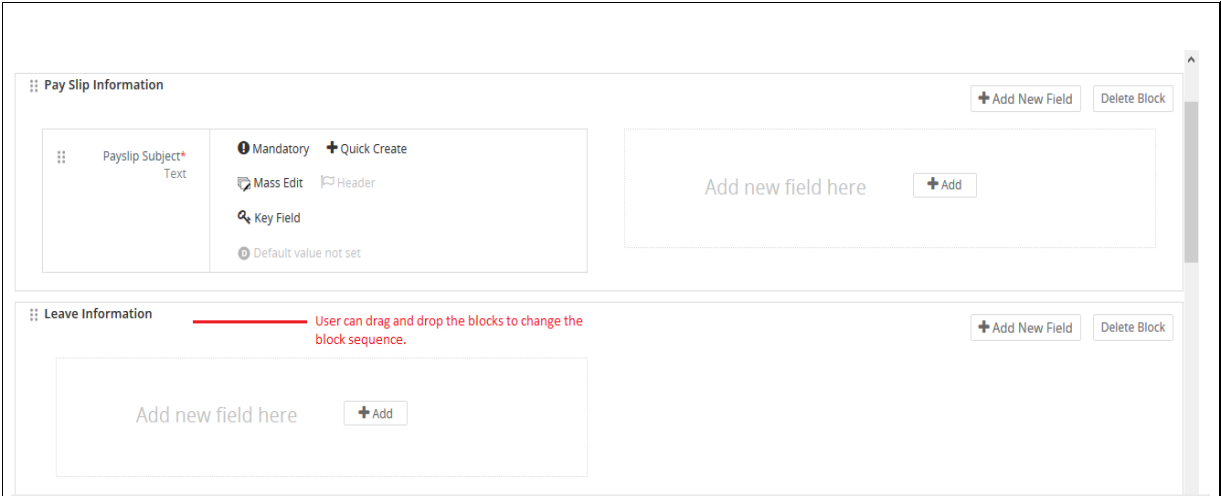 Pay Slip Information
Add New Field
Delete Block
Payslip Subject*
Text
Mandatory
Quick Create
Mass Edit
Header
Key Field
Default value not set
Add new field here
Add
Leave Information
User can drag and drop the blocks to change the
block sequence.
Add New Field
Delete Block
Add new field here
Add